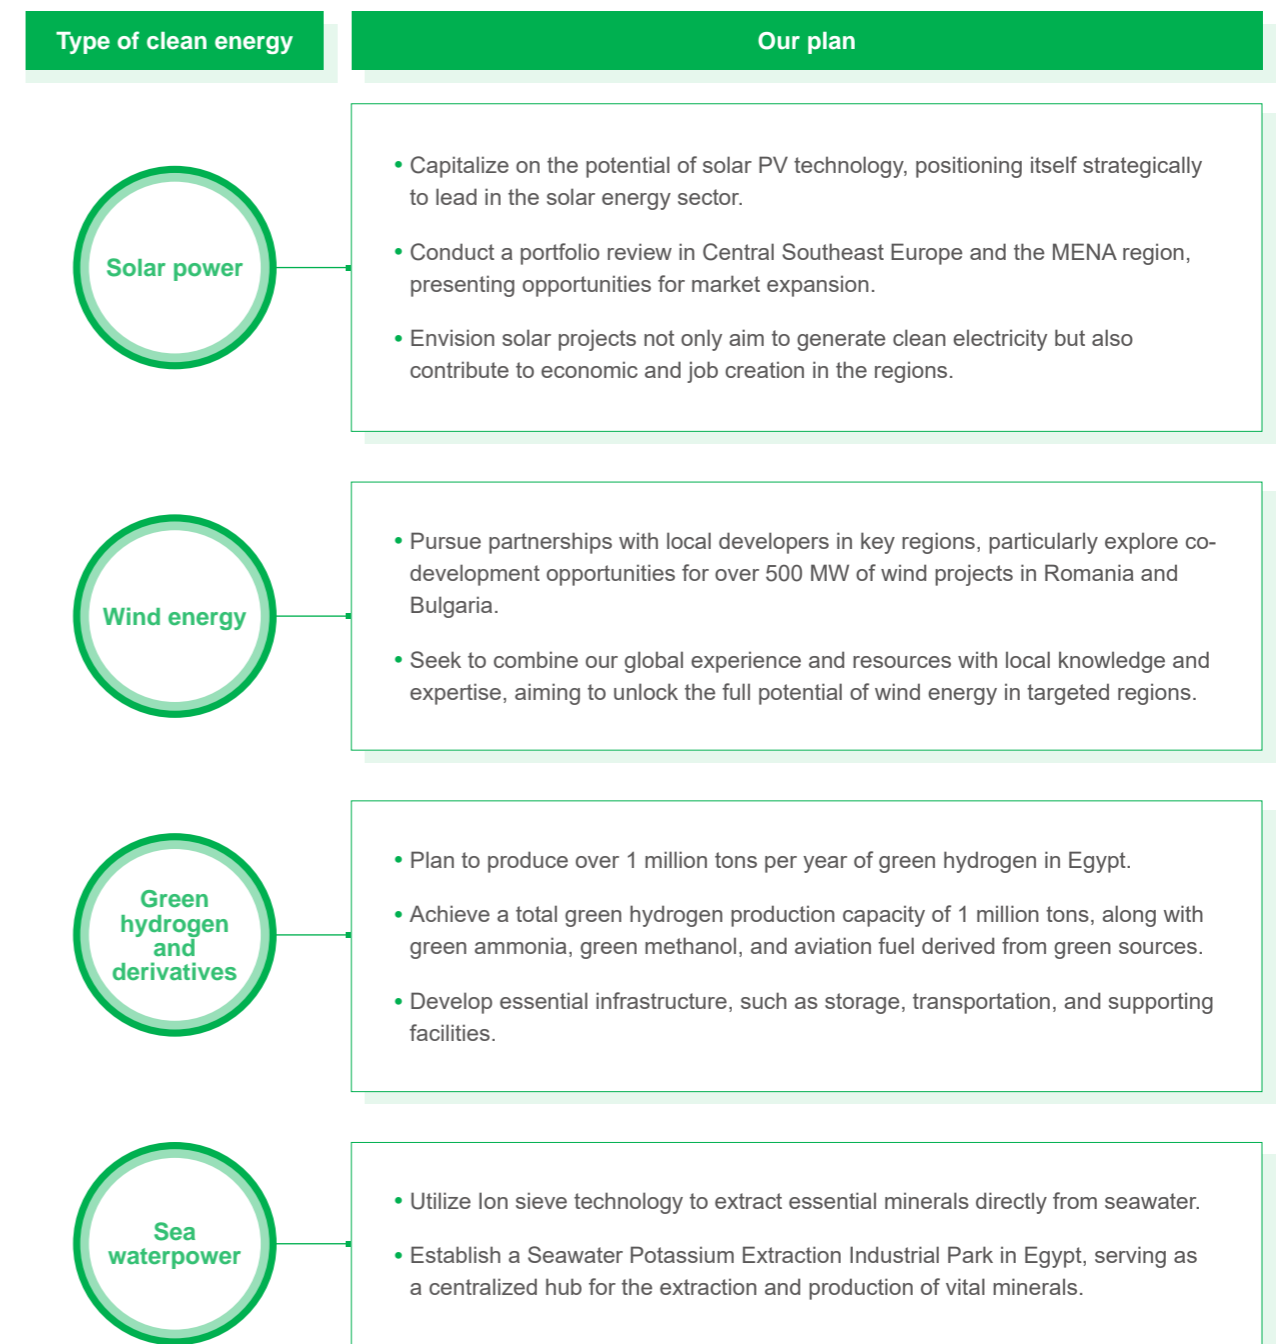 Type of clean energy
Our plan
Solar power
• Capitalize on the potential of solar PV technology, positioning itself strategically
to lead in the solar energy sector.
• Conduct a portfolio review in Central Southeast Europe and the MENA region,
presenting opportunities for market expansion.
• Envision solar projects not only aim to generate clean electricity but also
contribute to economic and job creation in the regions.
Wind energy
• Pursue partnerships with local developers in key regions, particularly explore co-
development opportunities for over 500 MW of wind projects in Romania and
Bulgaria.
• Seek to combine our global experience and resources with local knowledge and
expertise, aiming to unlock the full potential of wind energy in targeted regions.
Green
hydrogen
and
derivatives
• Plan to produce over 1 million tons per year of green hydrogen in Egypt.
• Achieve a total green hydrogen production capacity of 1 million tons, along with
green ammonia, green methanol, and aviation fuel derived from green sources.
• Develop essential infrastructure, such as storage, transportation, and supporting
facilities.
Sea
waterpower
• Utilize Ion sieve technology to extract essential minerals directly from seawater.
• Establish a Seawater Potassium Extraction Industrial Park in Egypt, serving as
a centralized hub for the extraction and production of vital minerals.